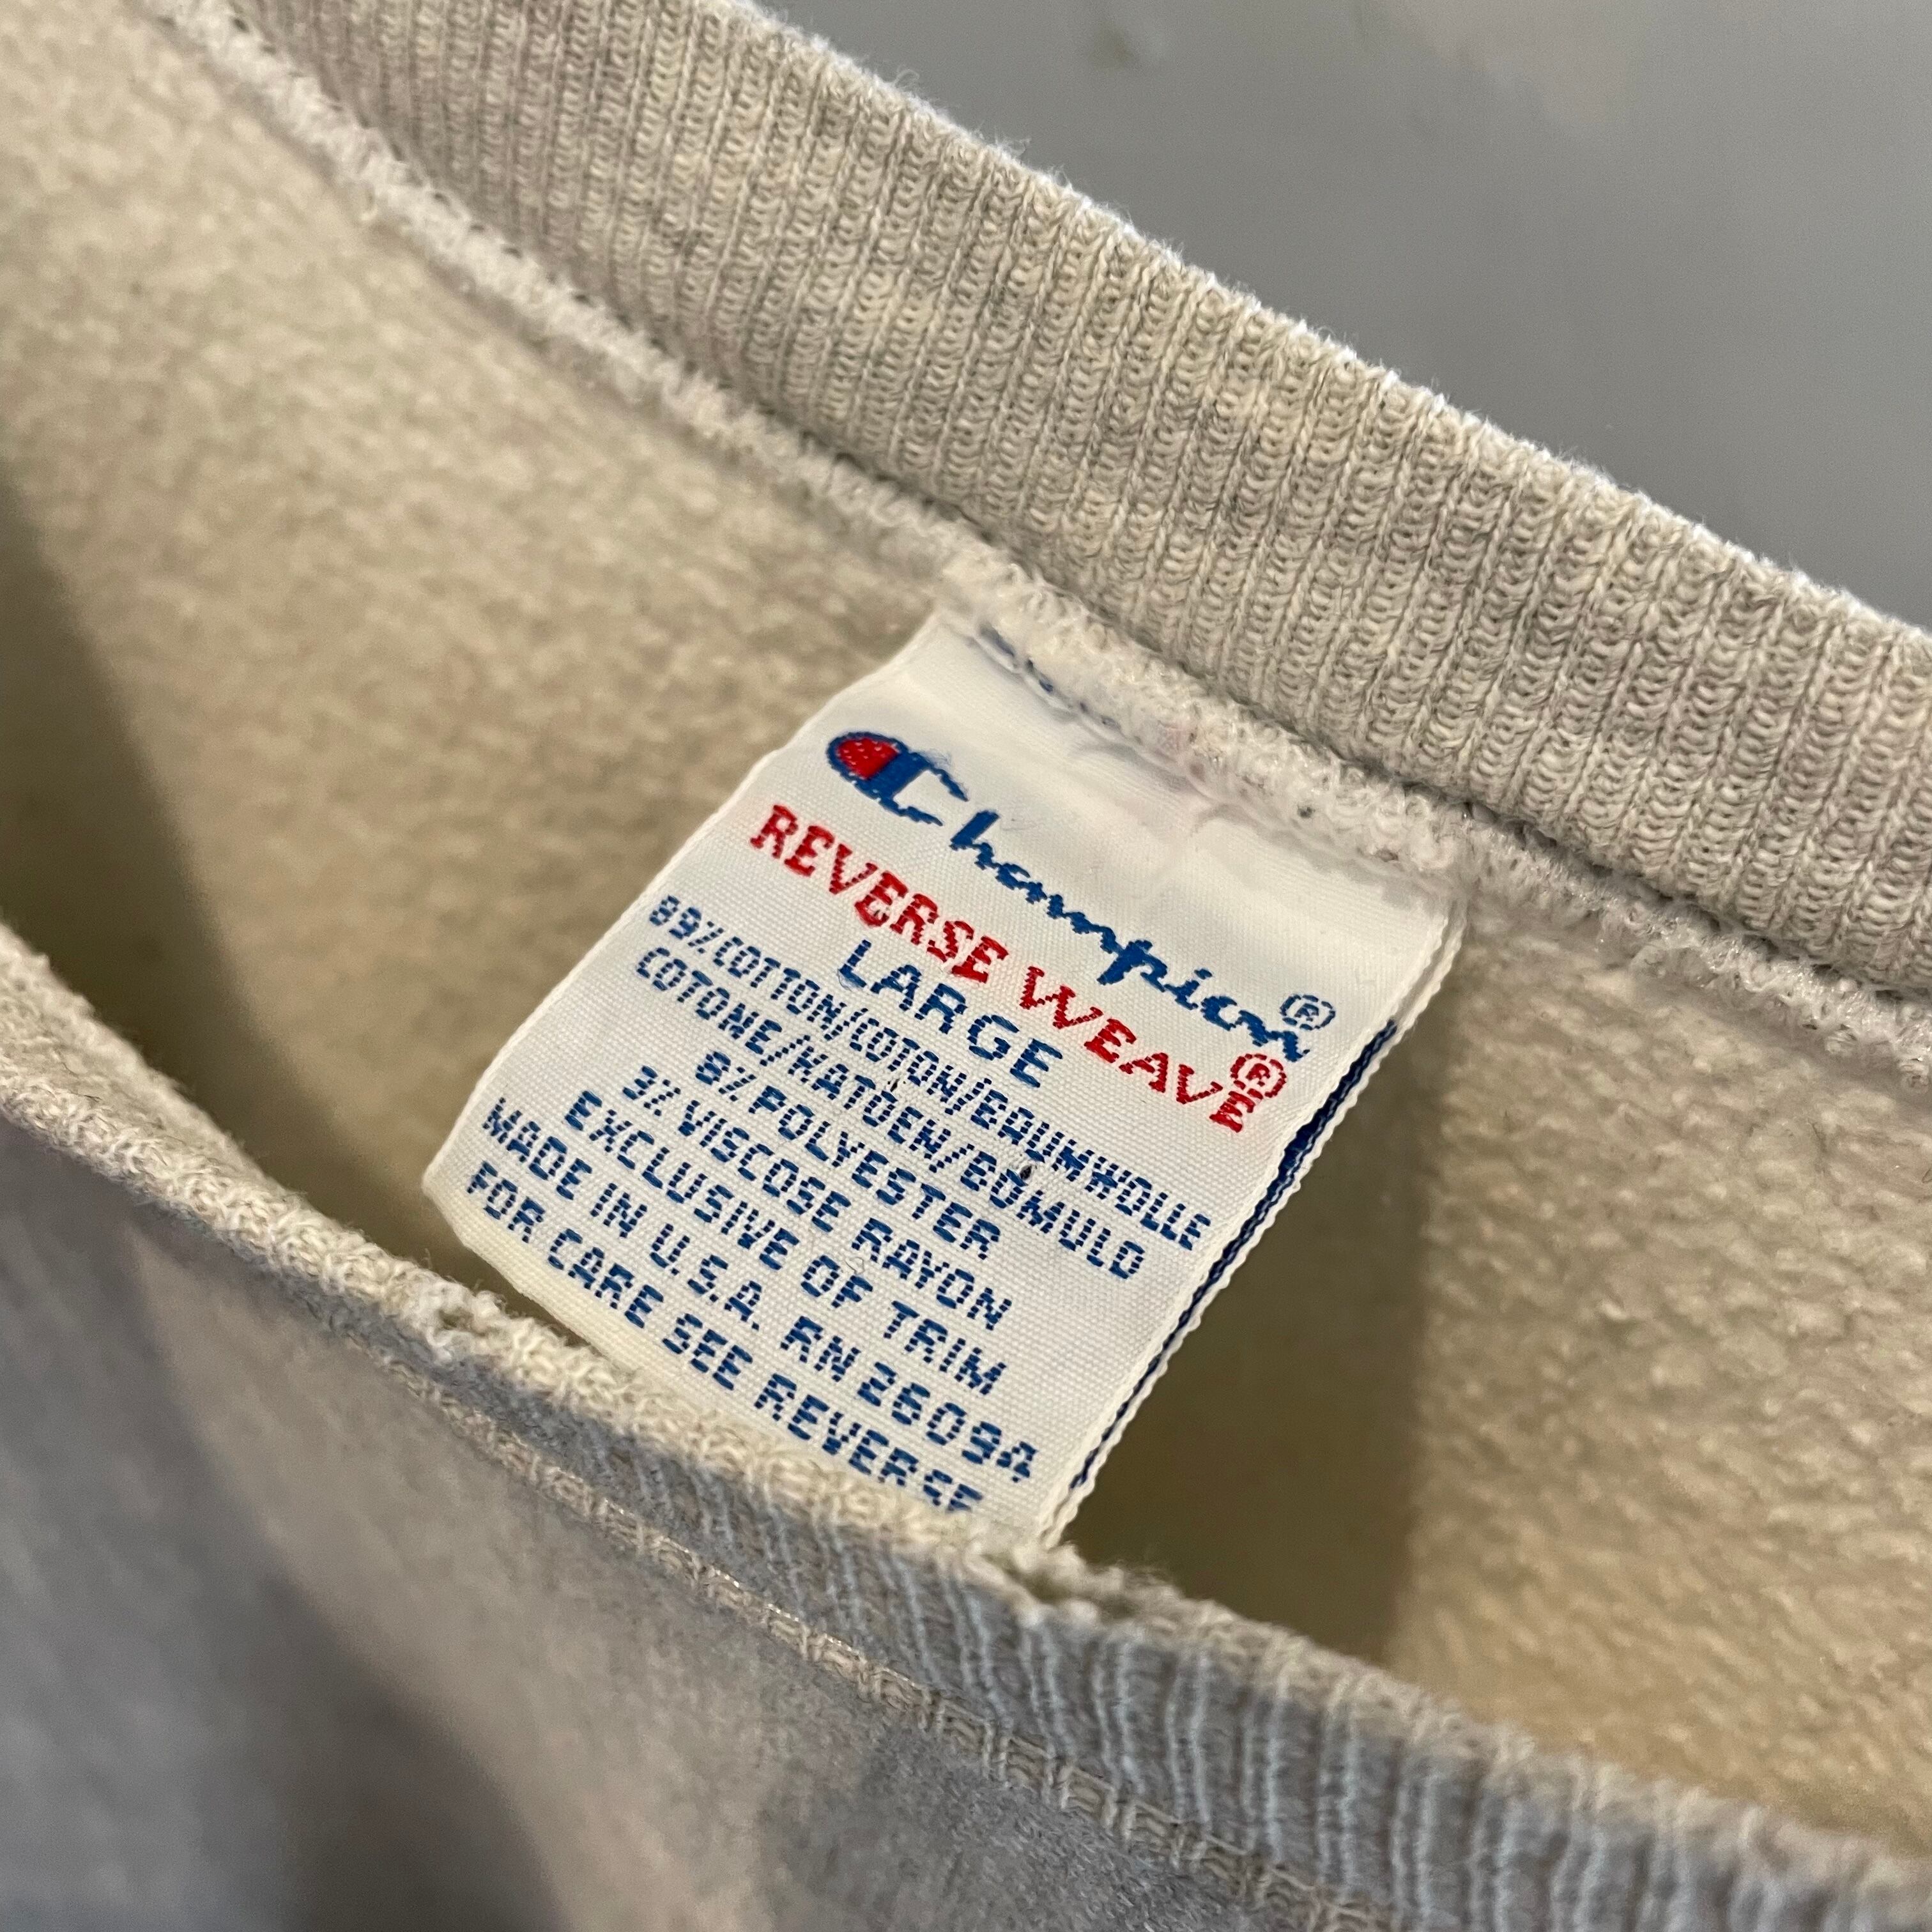 Champion®
REVERSE WEAVE®
LARGE
89% COTTON/COTON/BAUMWOLLE
COTONE/KATOEN/BOMULD
8% POLYESTER
3% VISCOSE RAYON
EXCLUSIVE OF TRIM
MADE IN U.S.A. RN 26094
FOR CARE SEE REVERSE